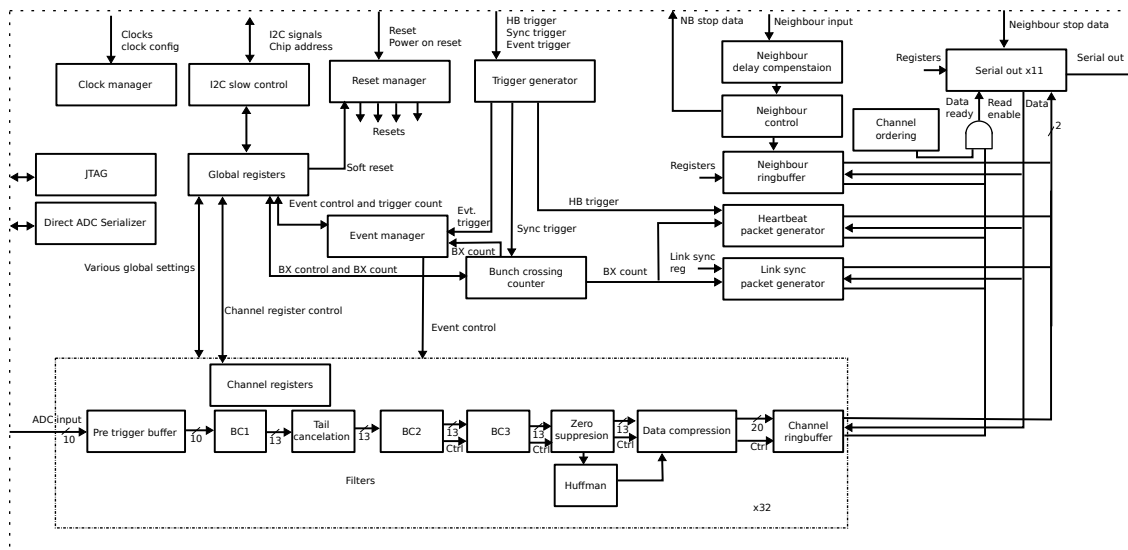 Clocks
clock config
I2C signals
Chip address
Reset
Power on reset
HB trigger
Sync trigger
Event trigger
NB stop data
Neighbour input
Neighbour stop data
Clock manager
I2C slow control
Reset manager
Trigger generator
Neighbour
delay compenstaion
Registers
Serial out x11
Serial out
Neighbour
control
Data
ready
Read
enable
Data
2
Channel
ordering
Resets
JTAG
Global registers
Soft reset
Registers
Neighbour
ringbuffer
Direct ADC Serializer
Event control and trigger count
Evt.
trigger
HB trigger
Heartbeat
packet generator
Event manager
Sync trigger
BX count
Various global settings
BX control and BX count
Bunch crossing
counter
BX count
Link sync
reg
Link sync
packet generator
Channel register control
Event control
Channel registers
ADC input
10
Pre trigger buffer
10
BC1
13
Tail
cancelation
13
BC2
13
Ctrl
BC3
13
Ctrl
Zero
suppresion
13
Ctrl
Data compression
20
Ctrl
Channel
ringbuffer
Filters
Huffman
x32